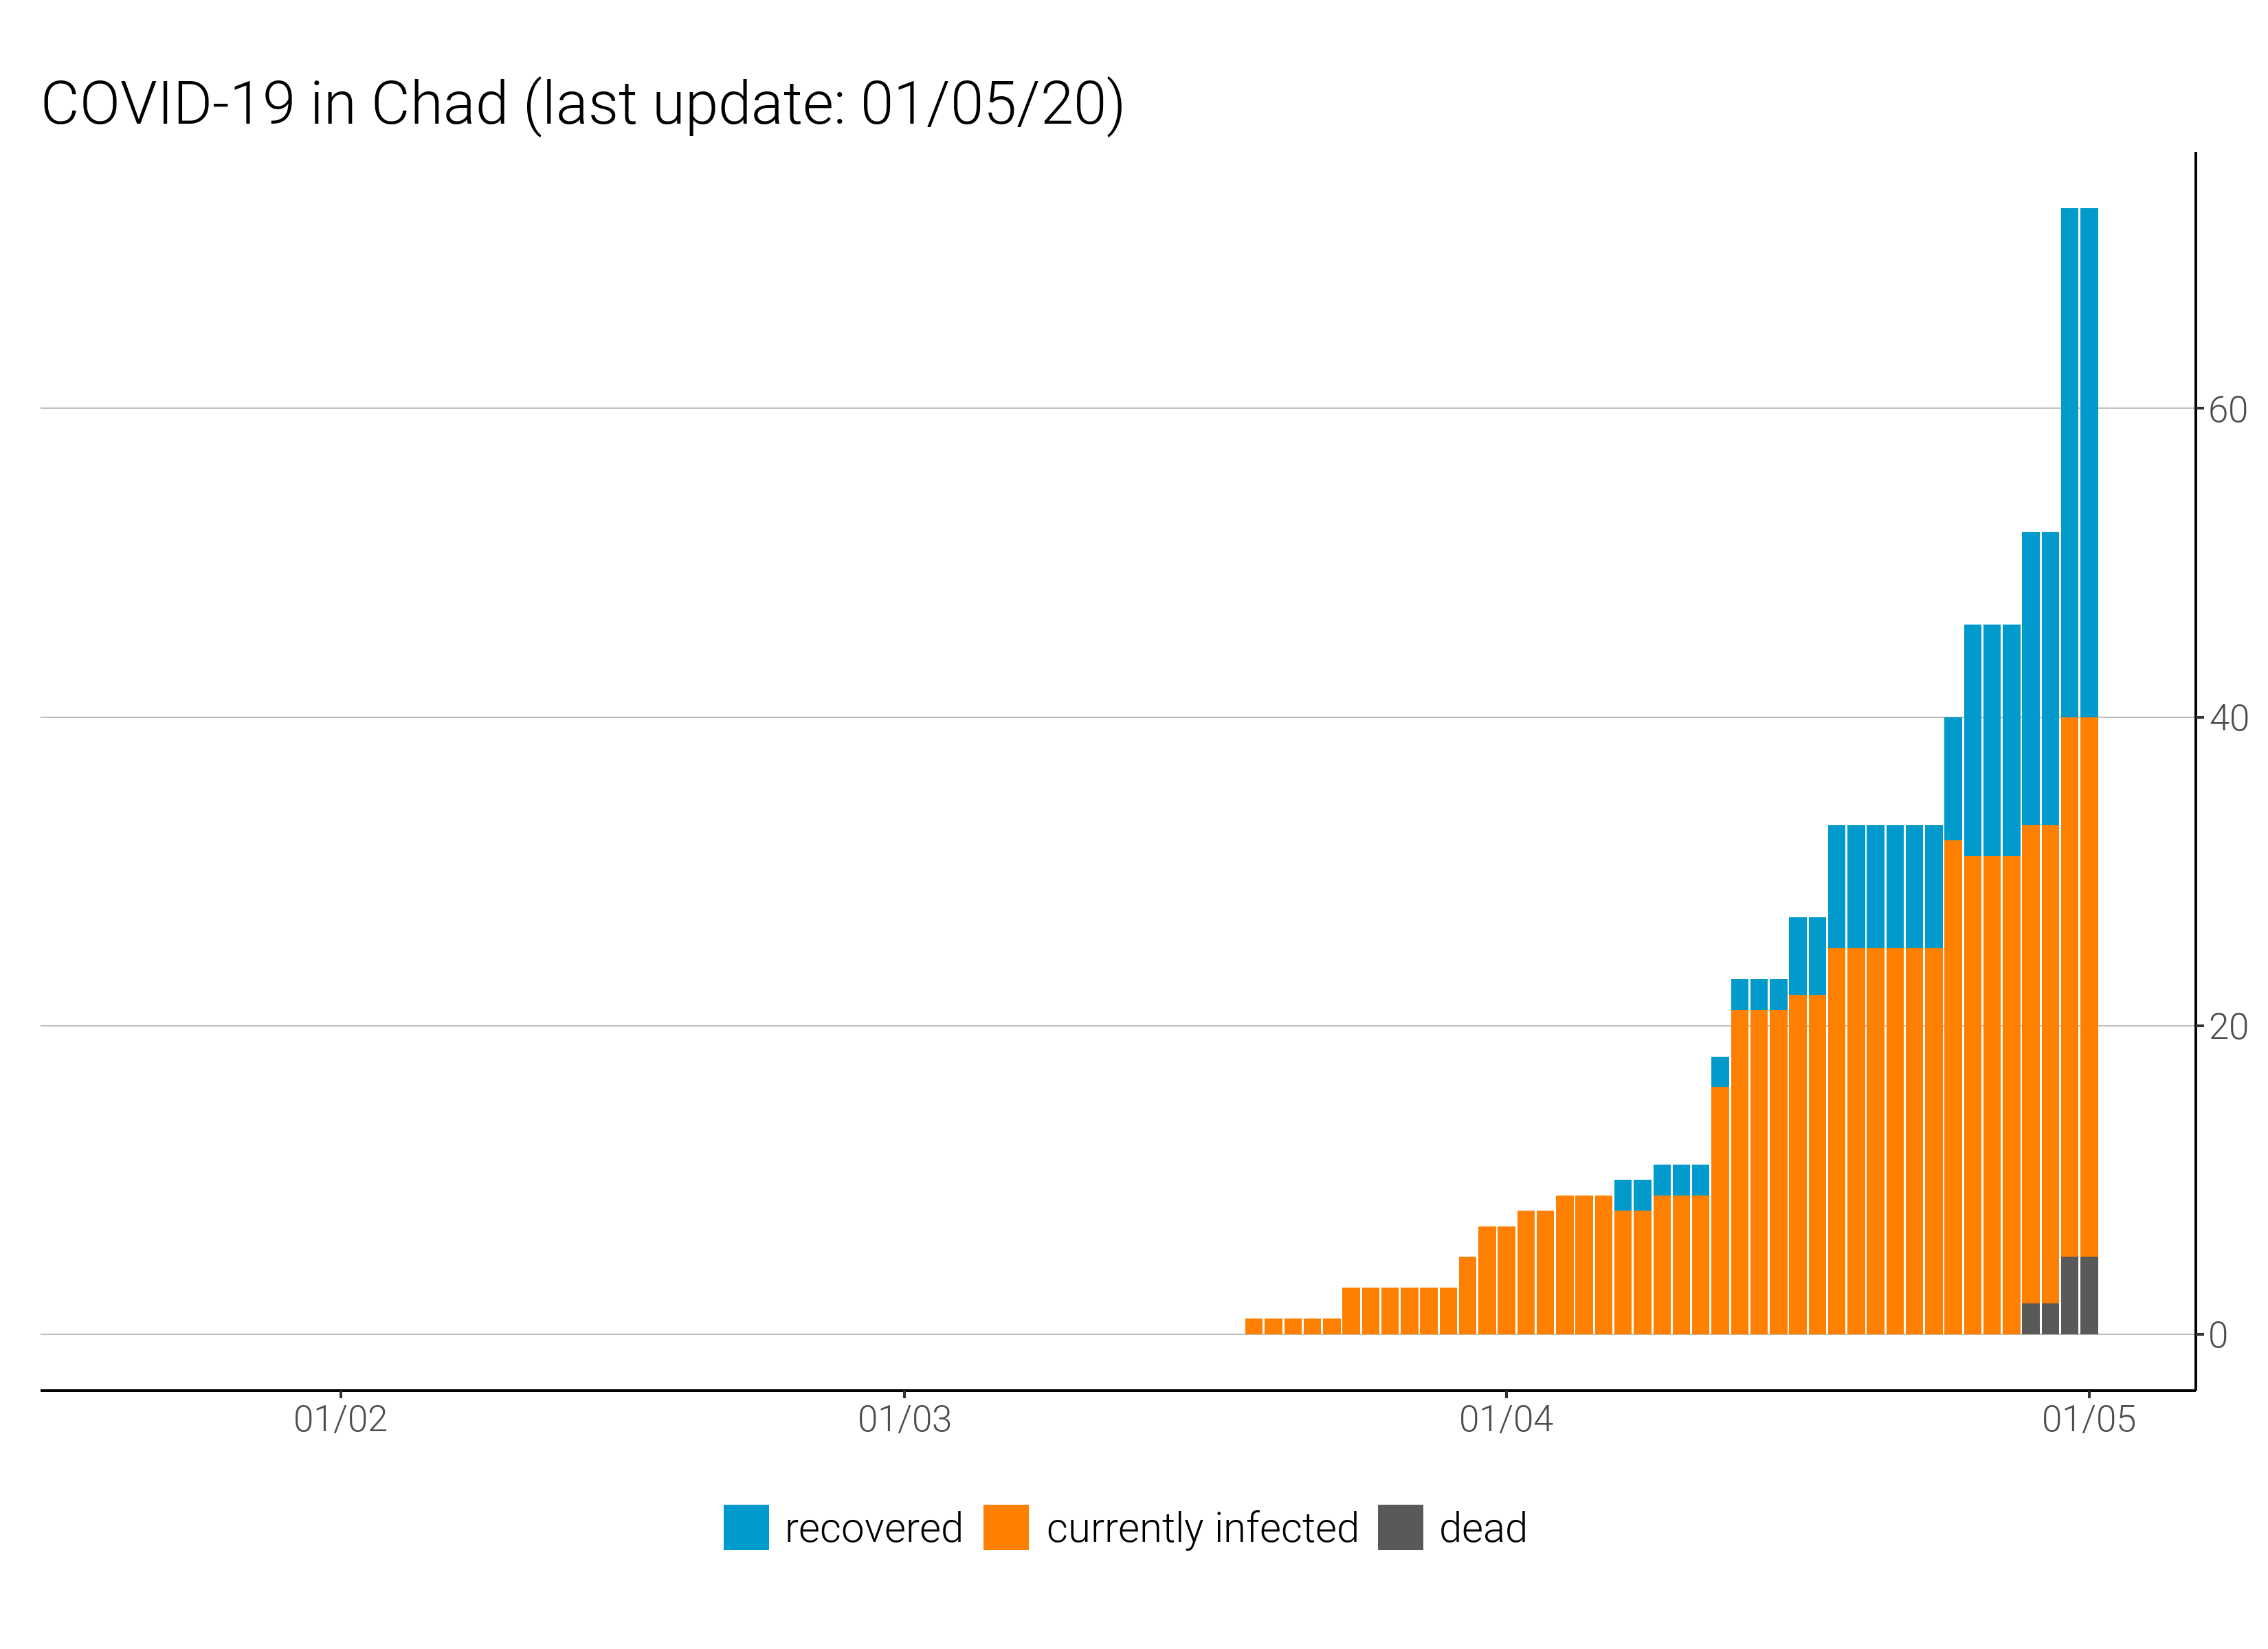 COVID-19 in Chad (last update: 01/05/20)
60
40
20
0
01/02 01/03 01/04 01/05
recovered currently infected dead